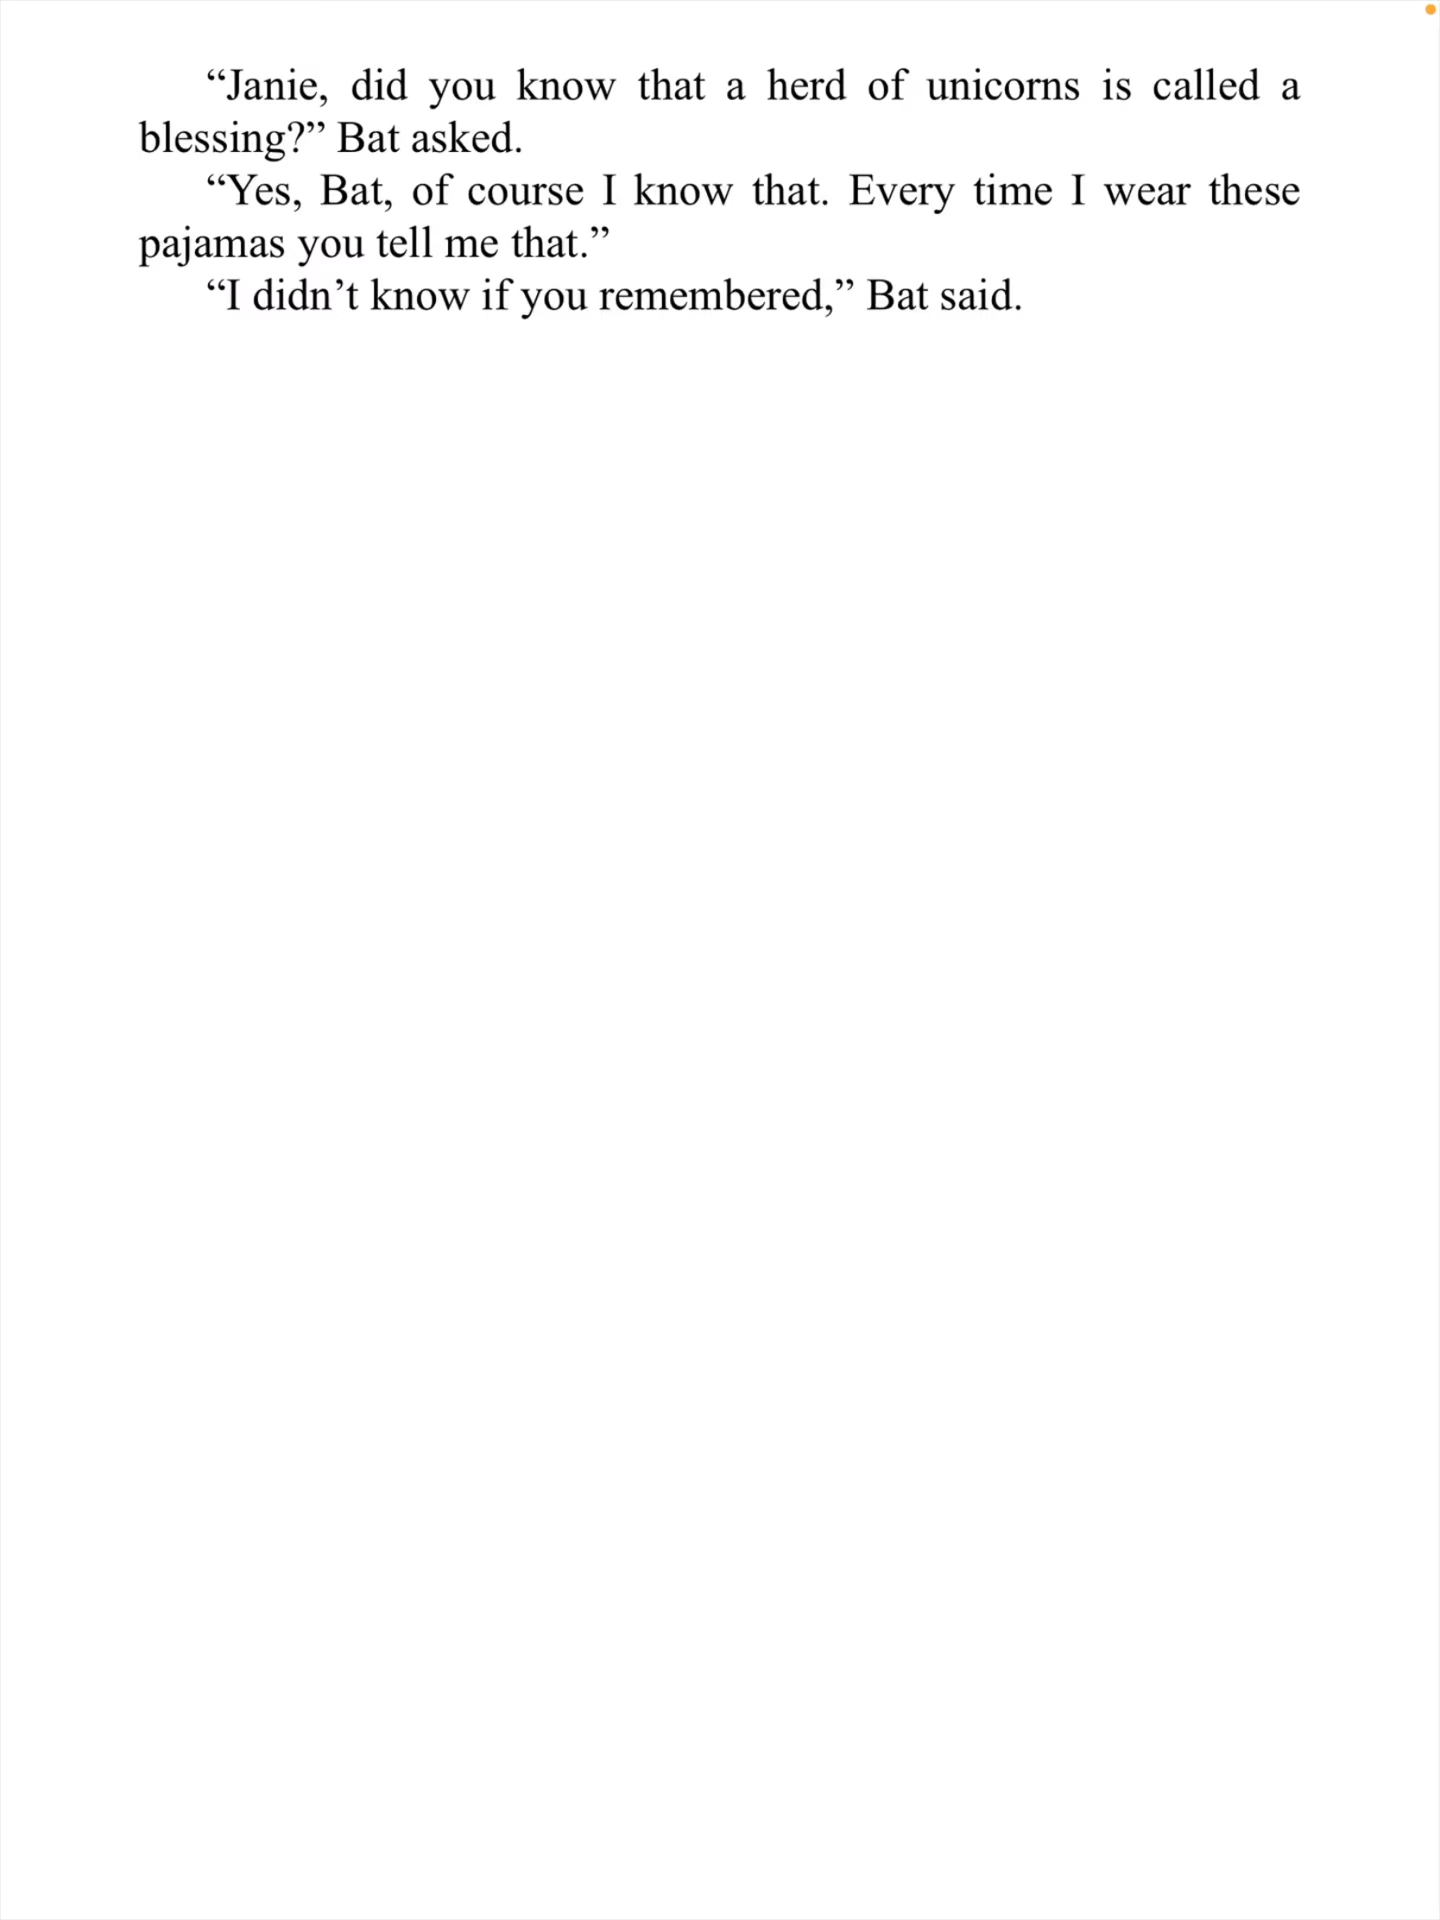 “Janie, did you know that a herd of unicorns is called a
blessing?” Bat asked.
“Yes, Bat, of course I know that. Every time I wear these
pajamas you tell me that.”
“I didn’t know if you remembered,” Bat said.